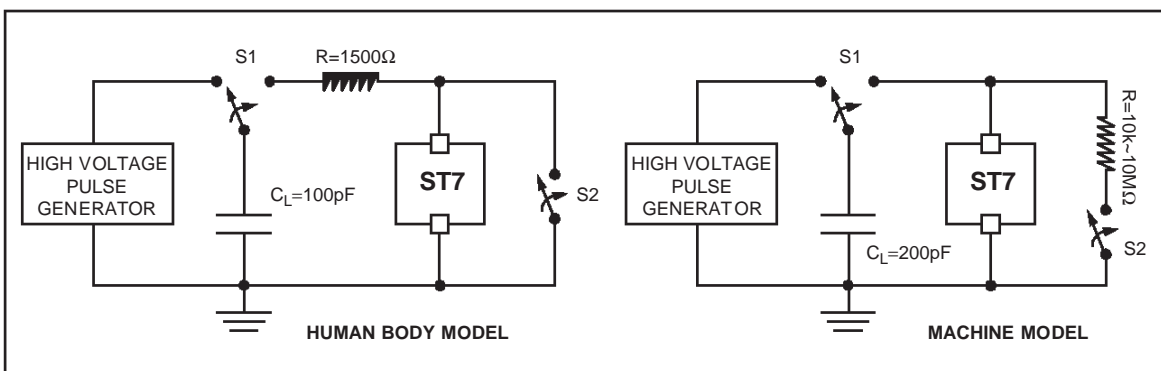 S1
R=1500Ω
HIGH VOLTAGE
PULSE
GENERATOR
C_L=100pF
ST7
S2
HUMAN BODY MODEL
S1
R=10k~10MΩ
HIGH VOLTAGE
PULSE
GENERATOR
C_L=200pF
ST7
S2
MACHINE MODEL